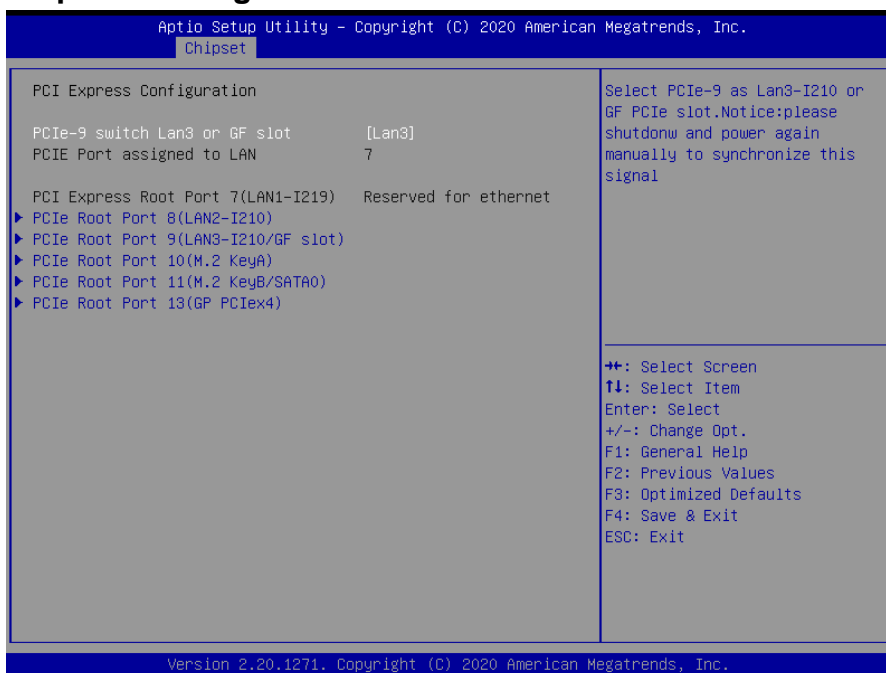 Aptio Setup Utility – Copyright (C) 2020 American Megatrends, Inc.
Chipset
PCI Express Configuration
PCIe-9 switch Lan3 or GF slot [Lan3]
PCIE Port assigned to LAN 7
PCI Express Root Port 7(LAN1-I219) Reserved for ethernet
▶ PCIe Root Port 8(LAN2-I210)
▶ PCIe Root Port 9(LAN3-I210/GF slot)
▶ PCIe Root Port 10(M.2 KeyA)
▶ PCIe Root Port 11(M.2 KeyB/SATA0)
▶ PCIe Root Port 13(GP PCIex4)
Select PCIe-9 as Lan3-I210 or
GF PCIe slot.Notice:please
shutdonw and power again
manually to synchronize this
signal
→←: Select Screen
↑↓: Select Item
Enter: Select
+/-: Change Opt.
F1: General Help
F2: Previous Values
F3: Optimized Defaults
F4: Save & Exit
ESC: Exit
Version 2.20.1271. Copyright (C) 2020 American Megatrends, Inc.